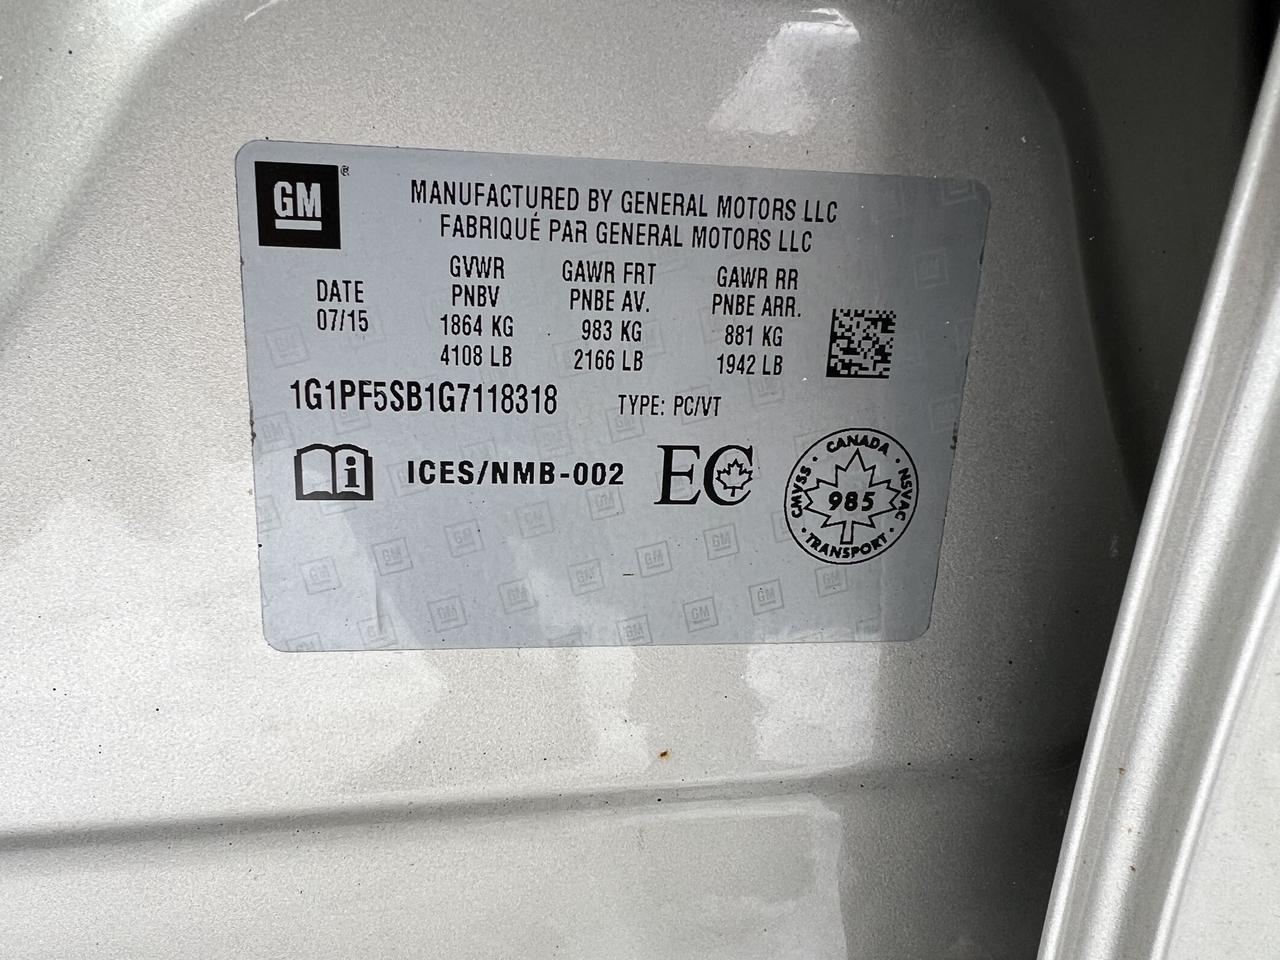 GM®
MANUFACTURED BY GENERAL MOTORS LLC
FABRIQUÉ PAR GENERAL MOTORS LLC
DATE
07/15
GVWR
PNBV
1864 KG
4108 LB
GAWR FRT
PNBE AV.
983 KG
2166 LB
GAWR RR
PNBE ARR.
881 KG
1942 LB
1G1PF5SB1G7118318 TYPE: PC/VT
i ICES/NMB-002 EC
CANADA
CMVSS
985
NSVAC
TRANSPORT